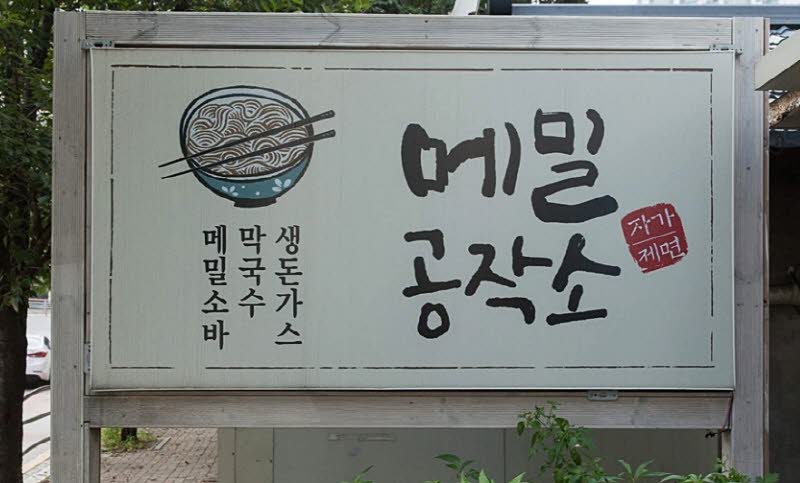 메밀
공작소
자가
제면
생돈가스
막국수
메밀소바